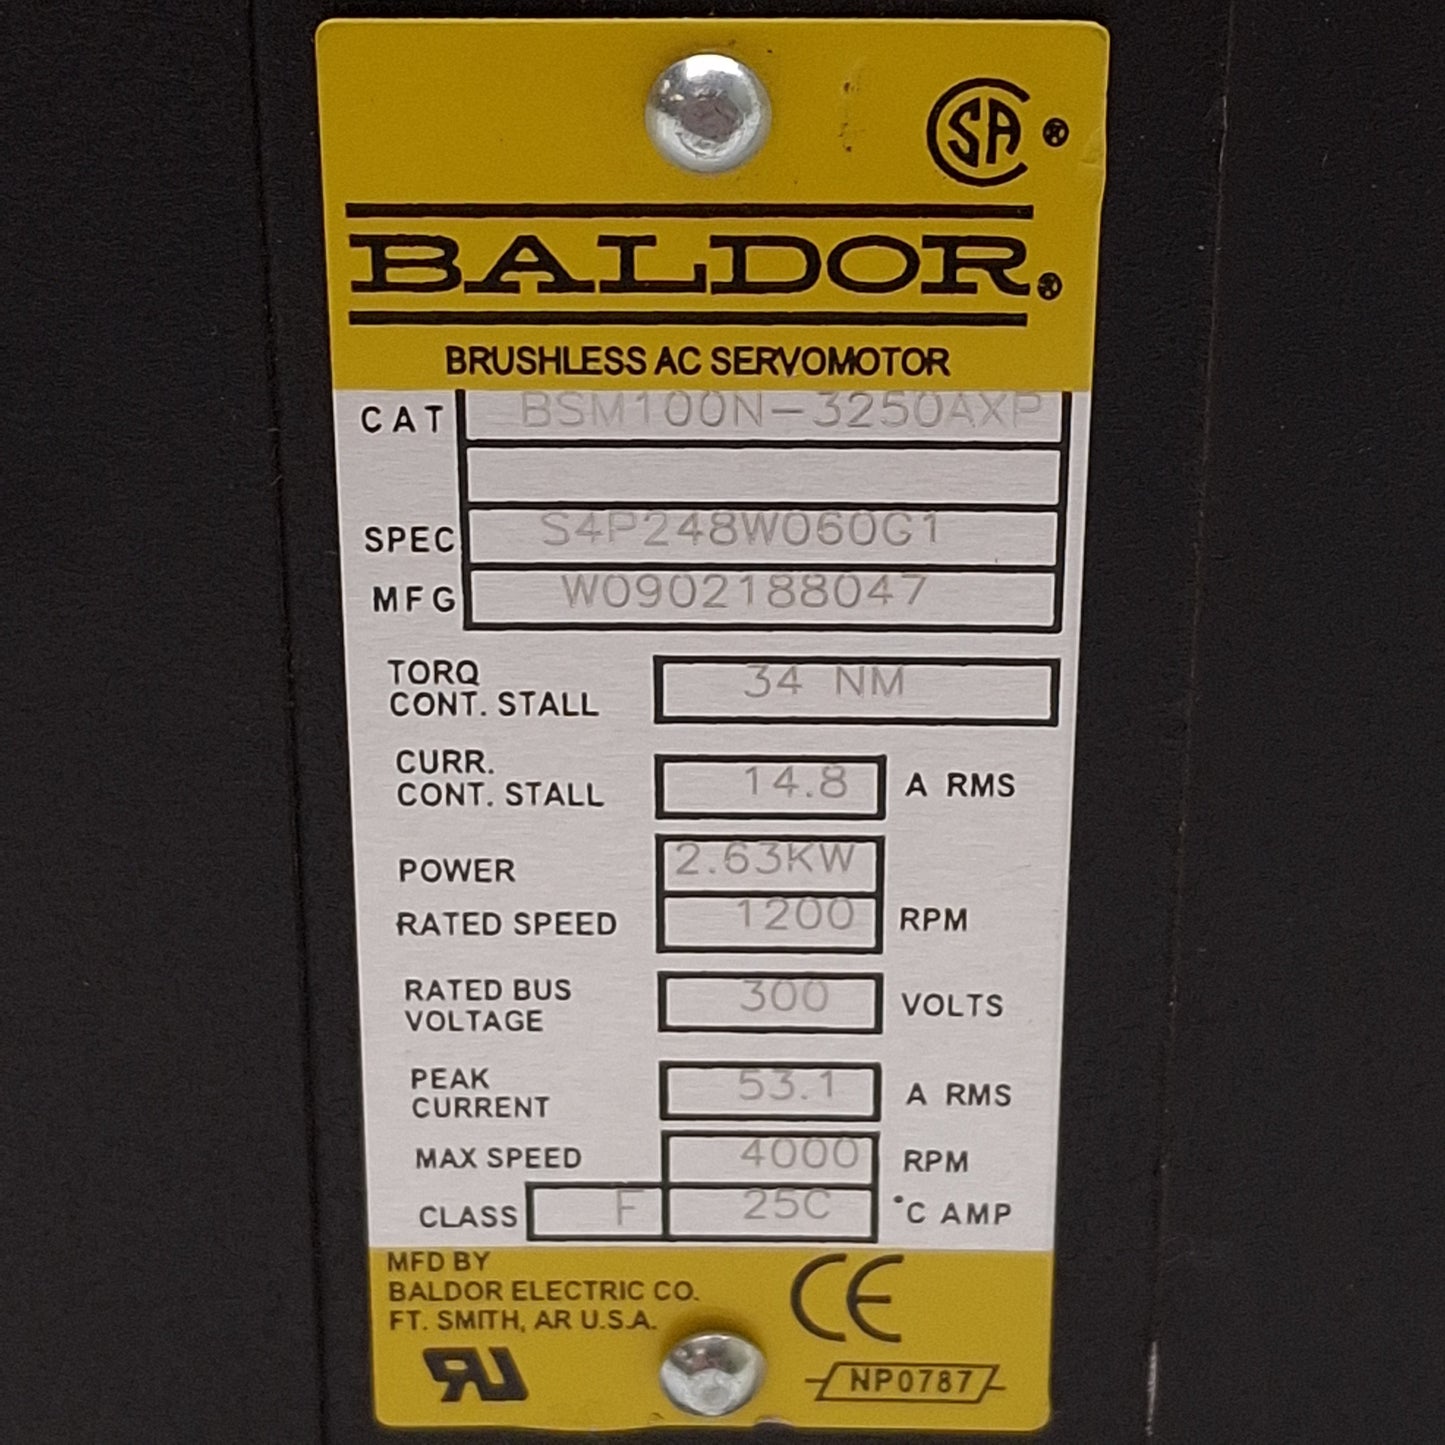 SA ®
BALDOR®
BRUSHLESS AC SERVOMOTOR
CAT BSM100N-3250AXP
SPEC S4P248W060G1
MFG W0902188047
TORQ
CONT. STALL 34 NM
CURR.
CONT. STALL 14.8 A RMS
POWER 2.63KW
RATED SPEED 1200 RPM
RATED BUS
VOLTAGE 300 VOLTS
PEAK
CURRENT 53.1 A RMS
MAX SPEED 4000 RPM
CLASS F 25C °C AMP
MFD BY
BALDOR ELECTRIC CO.
FT. SMITH, AR U.S.A.
CE
RU
NP0787